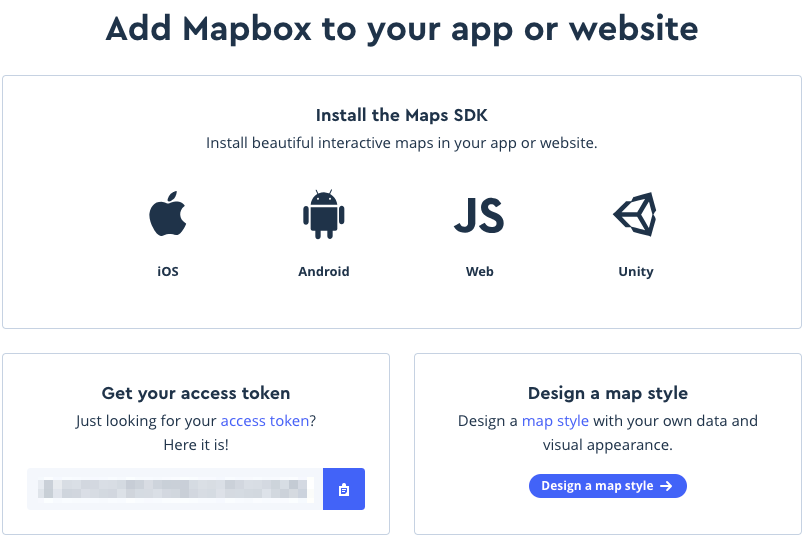 Add Mapbox to your app or website
Install the Maps SDK
Install beautiful interactive maps in your app or website.
JS
iOS
Android
Web
Unity
Get your access token
Just looking for your access token?
Here it is!
Design a map style
Design a map style with your own data and
visual appearance.
Design a map style →